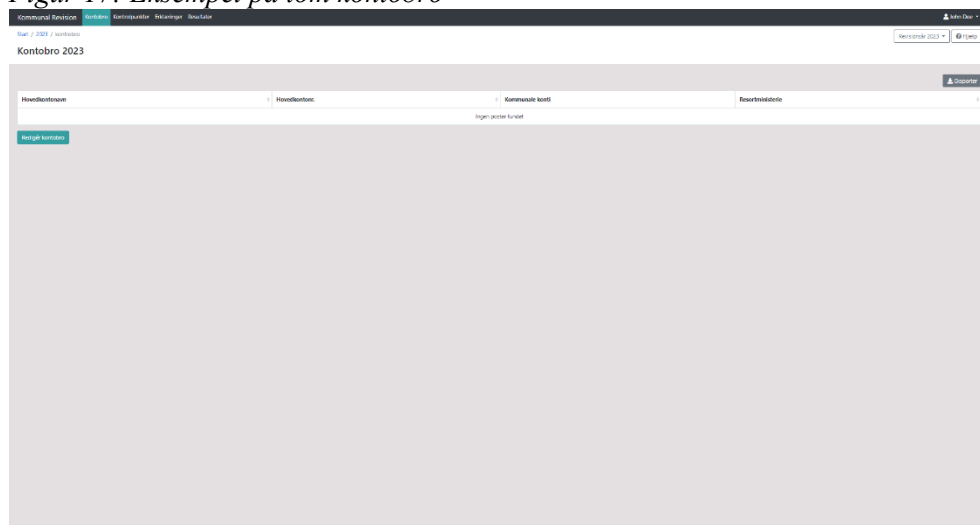 Figur 17: Eksempel på tom kontobro
Kommunal Revision Kontobro Kontrolpunkter Erklæringer Resultater John Doe
Start / 2023 / kontobro
Revisionsår 2023 Hjælp
Kontobro 2023
Eksporter
Hovedkontonavn Hovedkontonr. Kommunale konti Ressortministerie
Ingen poster fundet
Redigér kontobro